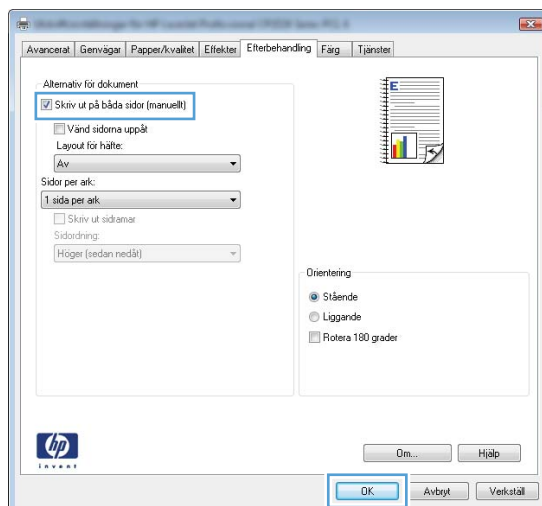 Avancerat Genvägar Papper/kvalitet Effekter Efterbehandling Färg Tjänster
Alternativ för dokument
Skriv ut på båda sidor (manuellt)
Vänd sidorna uppåt
Layout för häfte:
Av
Sidor per ark:
1 sida per ark
Skriv ut sidramar
Sidordning:
Höger (sedan nedåt)
E
Orientering
Stående
Liggande
Rotera 180 grader
hp
invent
Om... Hjälp
OK Avbryt Verkställ